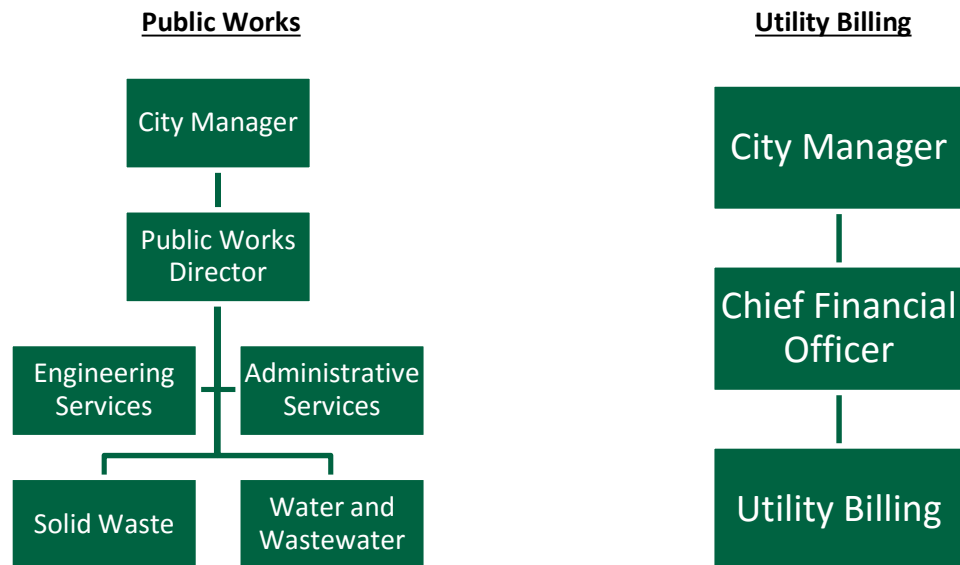 Public Works
City Manager
Public Works
Director
Engineering
Services
Administrative
Services
Solid Waste
Water and
Wastewater
Utility Billing
City Manager
Chief Financial
Officer
Utility Billing